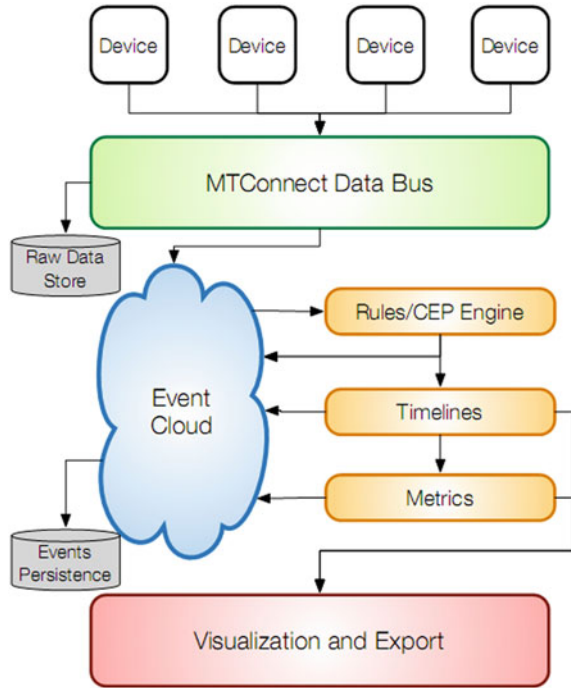 Device
Device
Device
Device
MTConnect Data Bus
Raw Data
Store
Rules/CEP Engine
Event
Cloud
Timelines
Metrics
Events
Persistence
Visualization and Export